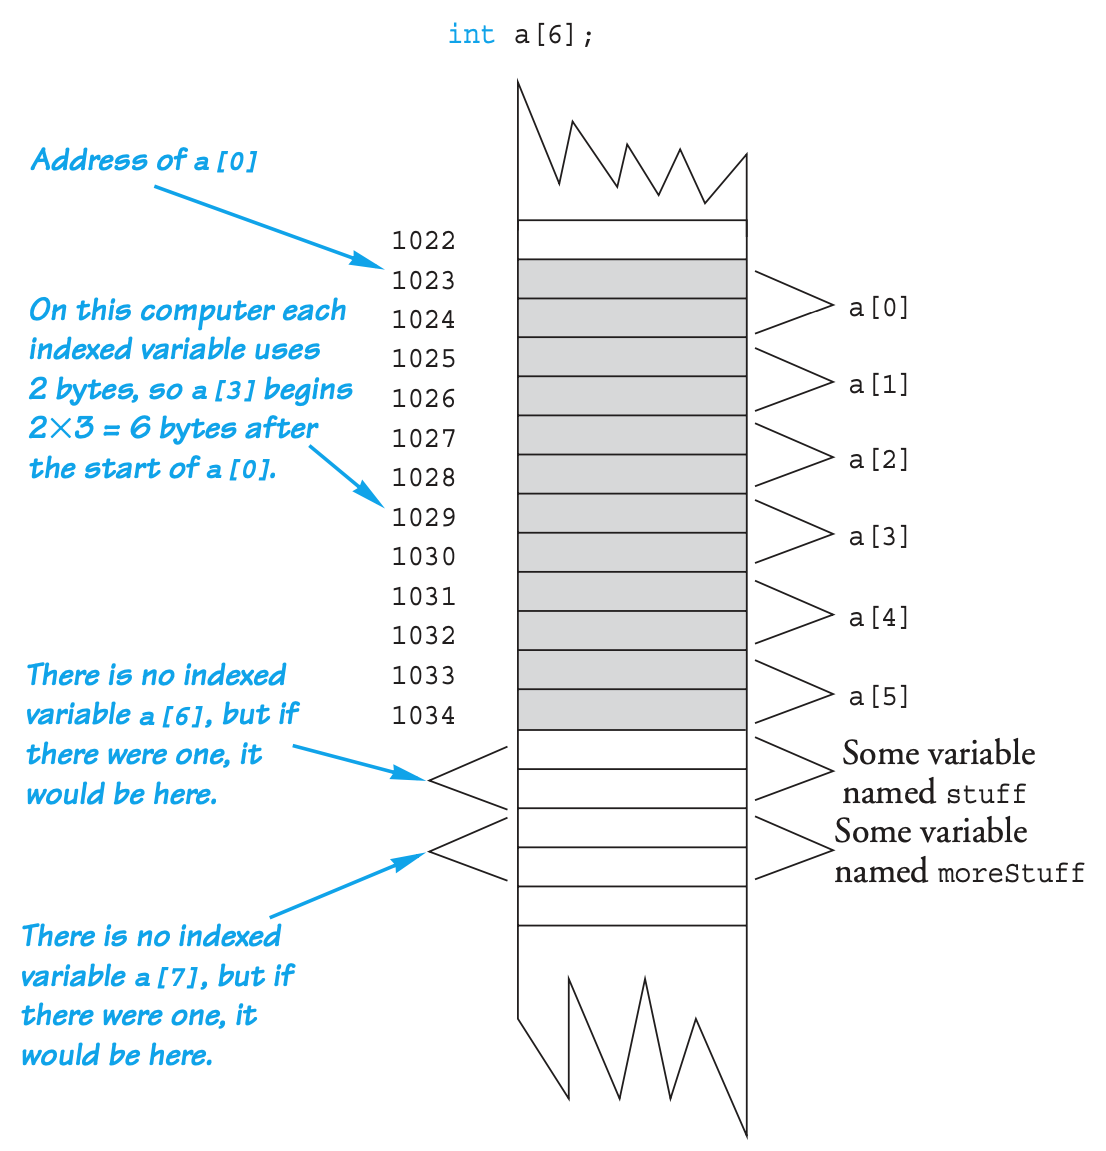 int a[6];
Address of a[0]
1022
1023
1024
1025
1026
1027
1028
1029
1030
1031
1032
1033
1034
On this computer each
indexed variable uses
2 bytes, so a[3] begins
2×3 = 6 bytes after
the start of a[0].
There is no indexed
variable a[6], but if
there were one, it
would be here.
There is no indexed
variable a[7], but if
there were one, it
would be here.
a[0]
a[1]
a[2]
a[3]
a[4]
a[5]
Some variable
named stuff
Some variable
named moreStuff